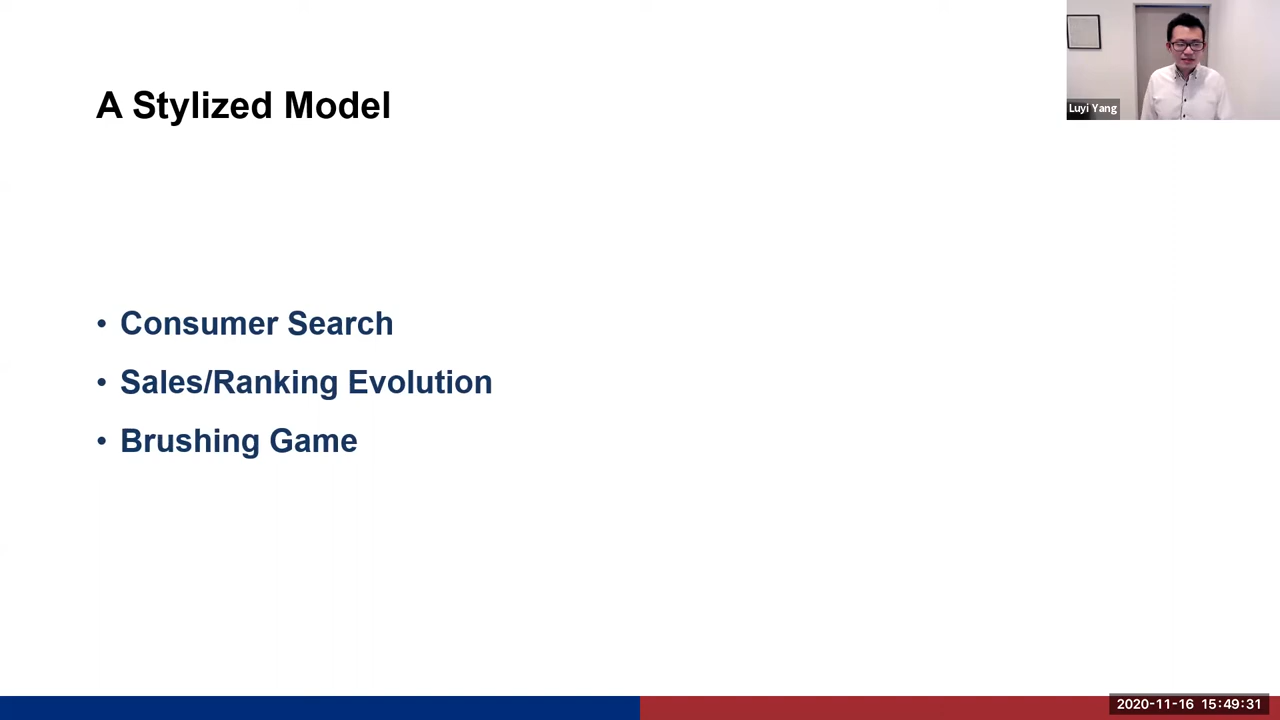 A Stylized Model
Luyi Yang
• Consumer Search
• Sales/Ranking Evolution
• Brushing Game
2020-11-16 15:49:31